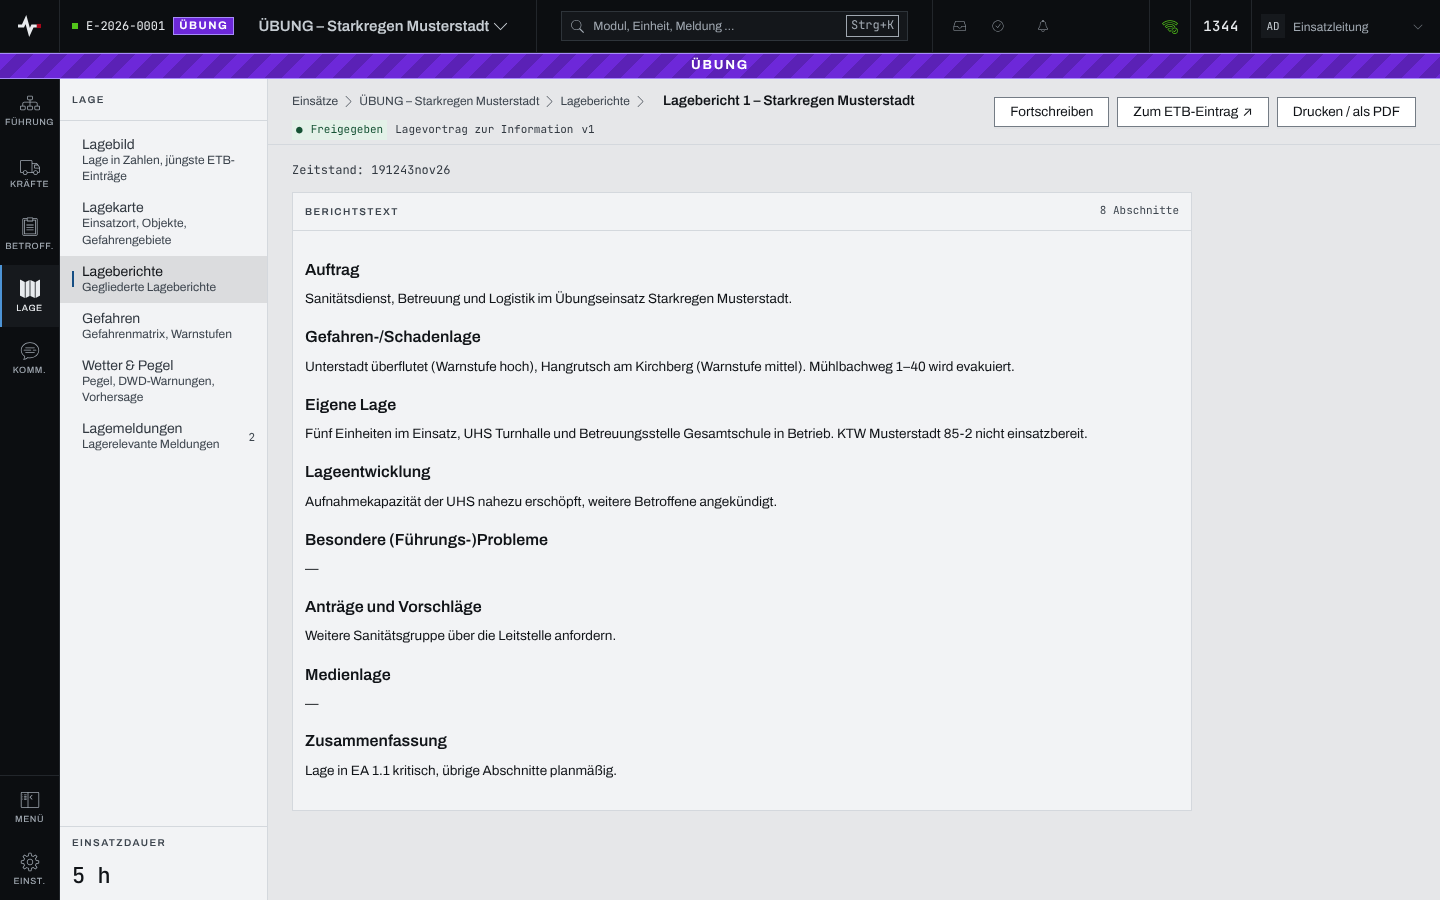 E-2026-0001 ÜBUNG ÜBUNG – Starkregen Musterstadt
Modul, Einheit, Meldung ... Strg+K
1344
AD Einsatzleitung
ÜBUNG
FÜHRUNG
KRÄFTE
BETROFF.
LAGE
KOMM.
MENÜ
EINST.
LAGE
Lagebild
Lage in Zahlen, jüngste ETB-
Einträge
Lagekarte
Einsatzort, Objekte,
Gefahrengebiete
Lageberichte
Gegliederte Lageberichte
Gefahren
Gefahrenmatrix, Warnstufen
Wetter & Pegel
Pegel, DWD-Warnungen,
Vorhersage
Lagemeldungen
Lagerelevante Meldungen 2
EINSATZDAUER
5 h
Einsätze ÜBUNG – Starkregen Musterstadt Lageberichte Lagebericht 1 – Starkregen Musterstadt
Freigegeben Lagevortrag zur Information v1
Fortschreiben Zum ETB-Eintrag ↗ Drucken / als PDF
Zeitstand: 191243nov26
BERICHTSTEXT 8 Abschnitte
Auftrag
Sanitätsdienst, Betreuung und Logistik im Übungseinsatz Starkregen Musterstadt.
Gefahren-/Schadenlage
Unterstadt überflutet (Warnstufe hoch), Hangrutsch am Kirchberg (Warnstufe mittel). Mühlbachweg 1–40 wird evakuiert.
Eigene Lage
Fünf Einheiten im Einsatz, UHS Turnhalle und Betreuungsstelle Gesamtschule in Betrieb. KTW Musterstadt 85-2 nicht einsatzbereit.
Lageentwicklung
Aufnahmekapazität der UHS nahezu erschöpft, weitere Betroffene angekündigt.
Besondere (Führungs-)Probleme
—
Anträge und Vorschläge
Weitere Sanitätsgruppe über die Leitstelle anfordern.
Medienlage
—
Zusammenfassung
Lage in EA 1.1 kritisch, übrige Abschnitte planmäßig.